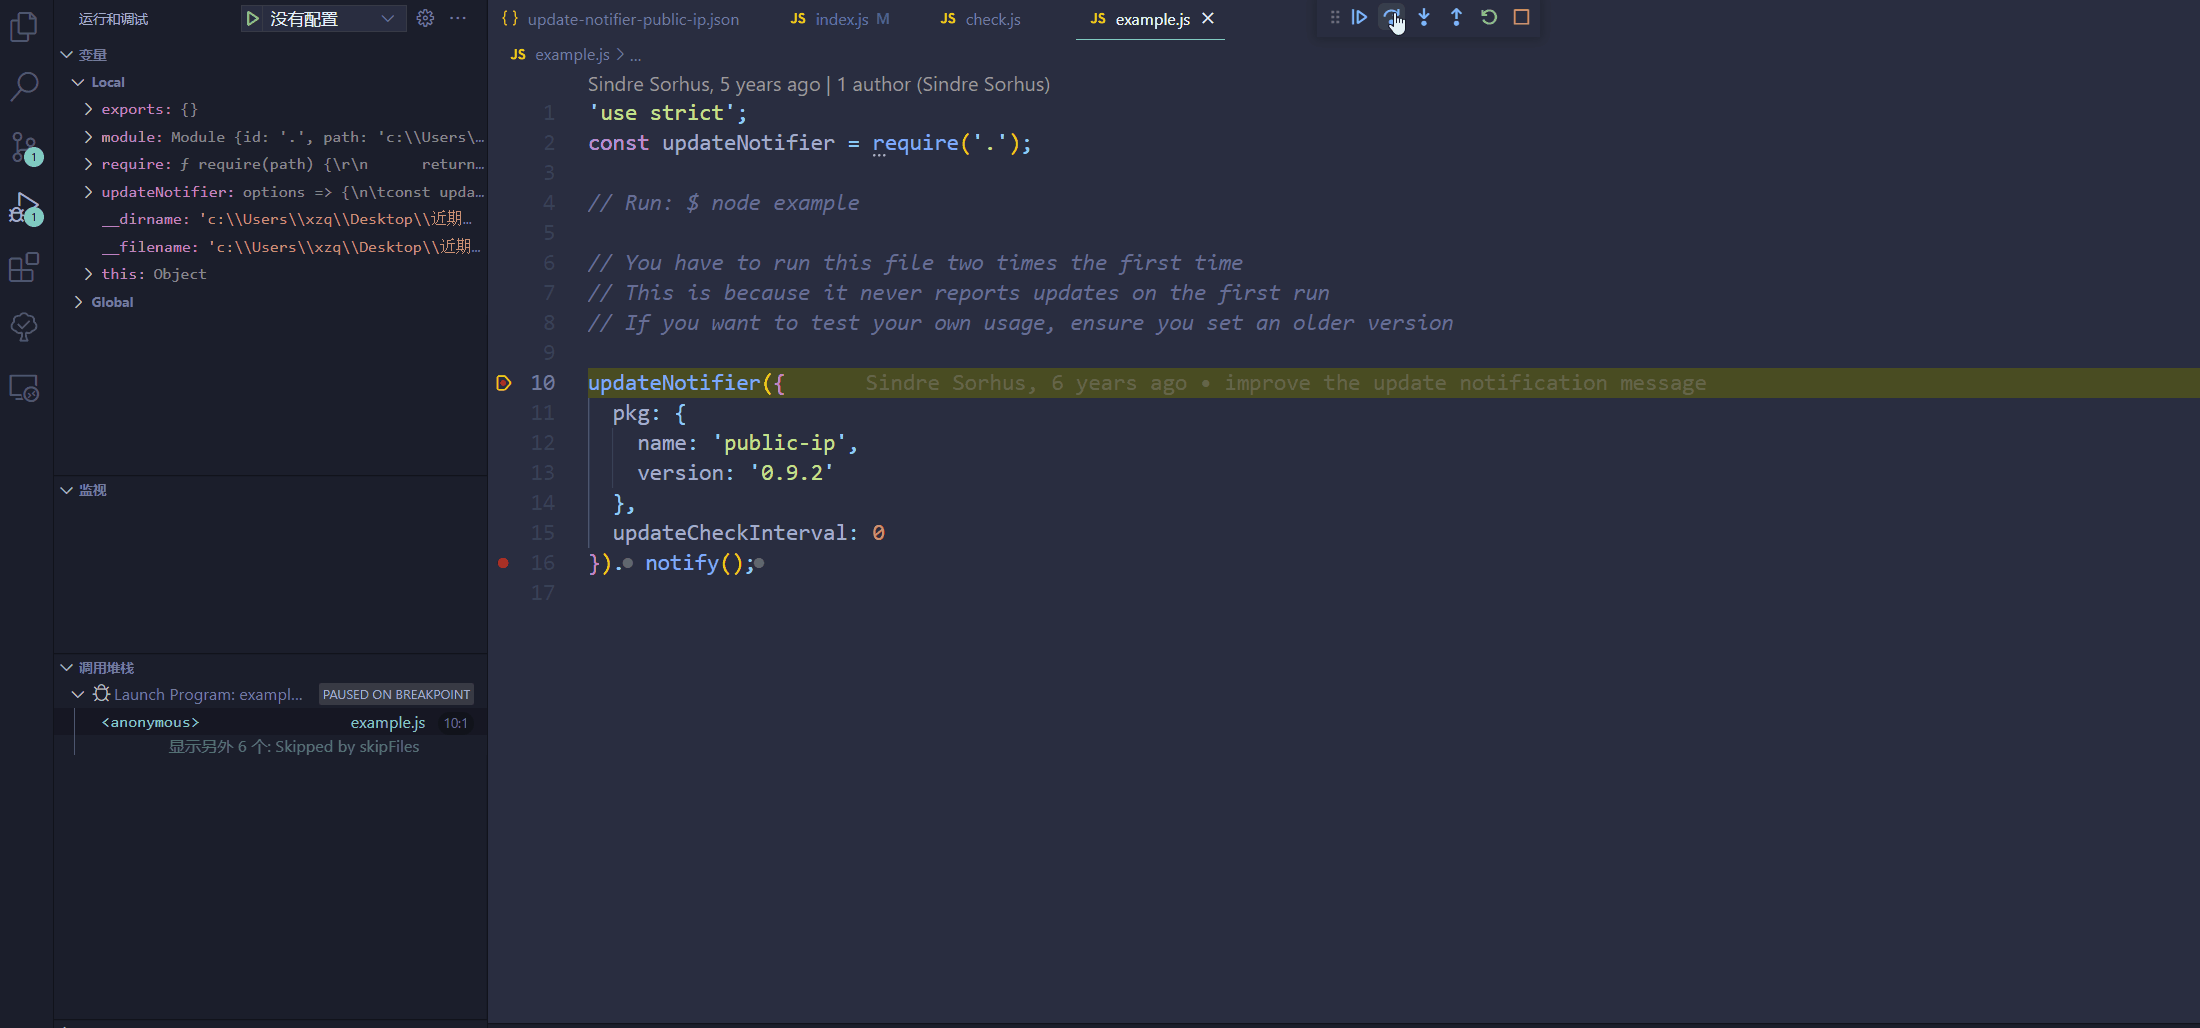 运行和调试
没有配置
变量
Local
exports: {}
module: Module {id: '.', path: 'c:\\Users\…
require: ƒ require(path) {\r\n      return…
updateNotifier: options => {\n\tconst upda…
__dirname: 'c:\\Users\\xzq\\Desktop\\近期…
__filename: 'c:\\Users\\xzq\\Desktop\\近期…
this: Object
Global
监视
调用堆栈
Launch Program: exampl... PAUSED ON BREAKPOINT
<anonymous> example.js 10:1
显示另外 6 个: Skipped by skipFiles
1
1
{} update-notifier-public-ip.json
JS index.js M
JS check.js
JS example.js
JS example.js > ...
Sindre Sorhus, 5 years ago | 1 author (Sindre Sorhus)
1 'use strict';
2 const updateNotifier = require('.');
3
4 // Run: $ node example
5
6 // You have to run this file two times the first time
7 // This is because it never reports updates on the first run
8 // If you want to test your own usage, ensure you set an older version
9
10 updateNotifier({ Sindre Sorhus, 6 years ago • improve the update notification message
11 pkg: {
12 name: 'public-ip',
13 version: '0.9.2'
14 },
15 updateCheckInterval: 0
16 }). notify();
17